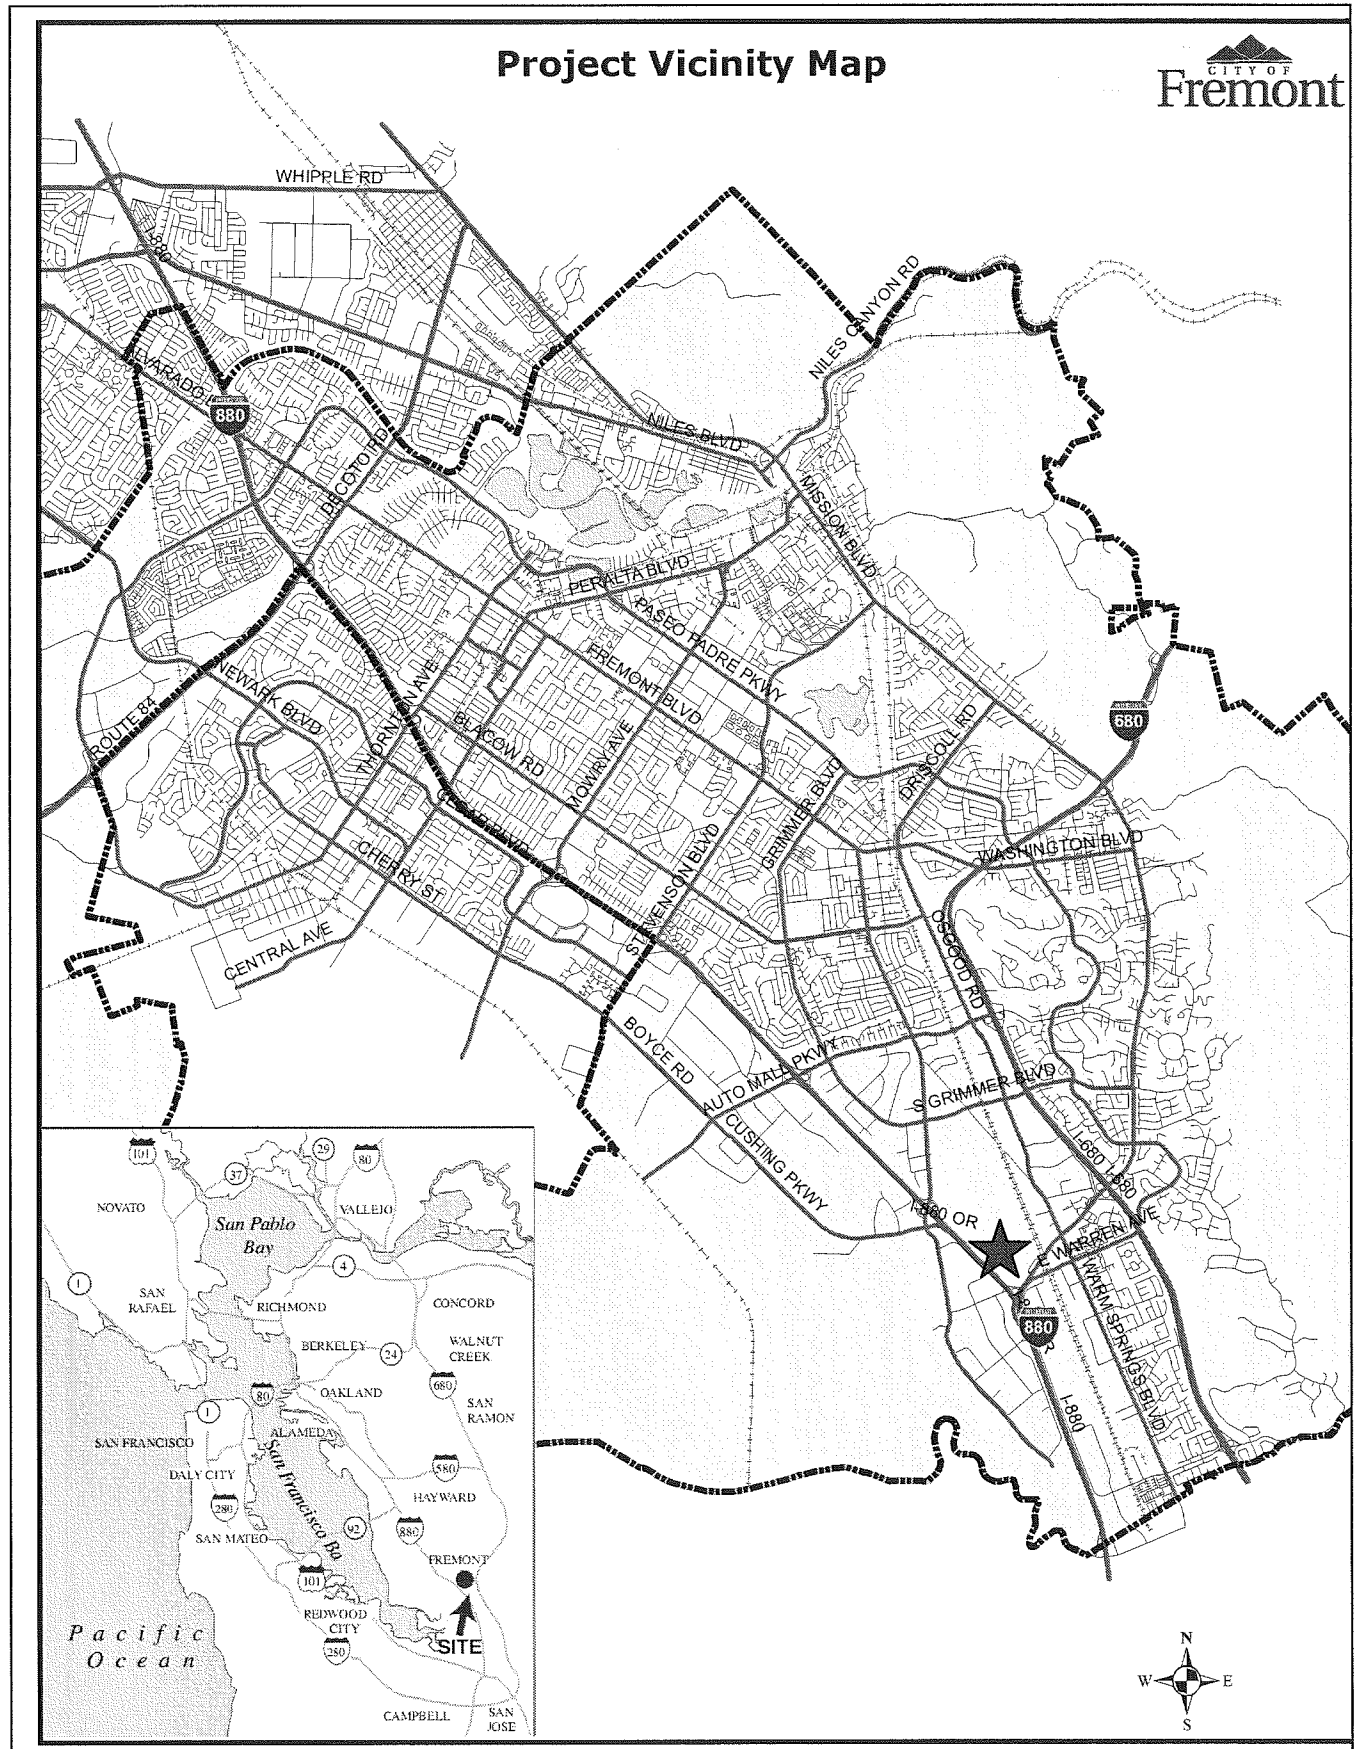 Project Vicinity Map
CITY OF
Fremont
WHIPPLE RD
I-880
NILES CANYON RD
880
NILES BLVD
DECOTO RD
MISSION BLVD
PERALTA BLVD
PASEO PADRE PKWY
FREMONT BLVD
NEWARK BLVD
THORNTON AVE
ROUTE 84
BLACOW RD
MOWRY AVE
680
DRISCOLL RD
GRIMMER BLVD
WASHINGTON BLVD
CHERRY ST
STEVENSON BLVD
OSGOOD RD
CENTRAL AVE
BOYCE RD
AUTO MALL PKWY
S GRIMMER BLVD
CUSHING PKWY
I-680
I-680
I-880 OR
E WARREN AVE
WARM SPRINGS BLVD
880
I-880
101
37
29
80
NOVATO
San Pablo
Bay
VALLEJO
1
4
SAN
RAFAEL
RICHMOND
CONCORD
BERKELEY
24
WALNUT
CREEK
80
OAKLAND
680
1
SAN
RAMON
ALAMEDA
SAN FRANCISCO
San Francisco Ba
DALY CITY
580
280
HAYWARD
92
880
SAN MATEO
FREMONT
101
REDWOOD
CITY
280
SITE
Pacific
Ocean
CAMPBELL
SAN
JOSE
N
W
E
S